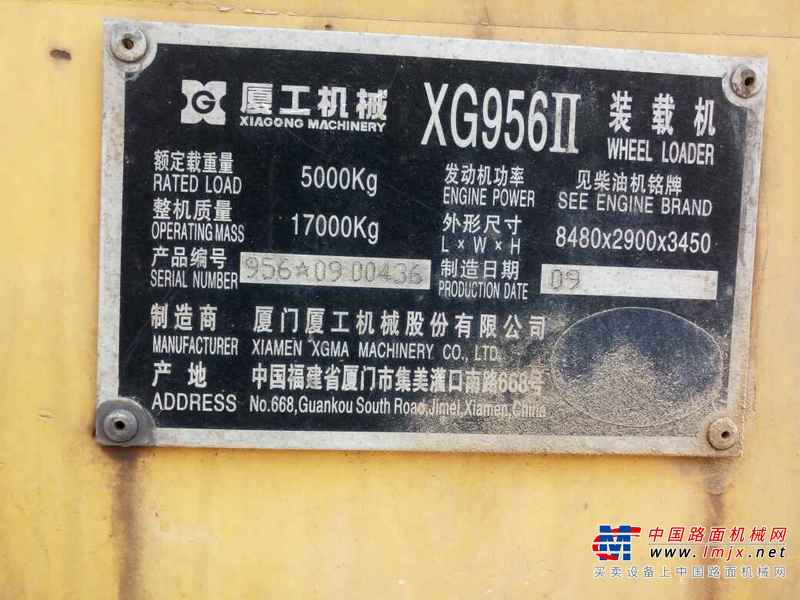 厦工机械
XIAGONG MACHINERY
XG956II
装载机
WHEEL LOADER
额定载重量
RATED LOAD
5000Kg
发动机功率
ENGINE POWER
见柴油机铭牌
SEE ENGINE BRAND
整机质量
OPERATING MASS
17000Kg
外形尺寸
L×W×H
8480x2900x3450
产品编号
SERIAL NUMBER
956☆09 00436
制造日期
PRODUCTION DATE
09
制造商
MANUFACTURER
厦门厦工机械股份有限公司
XIAMEN XGMA MACHINERY CO., LTD.
产地
ADDRESS
中国福建省厦门市集美灌口南路668号
No.668,Guankou South Road,Jimei,Xiamen,China
中国路面机械网
www.lmjx.net
买卖设备上中国路面机械网